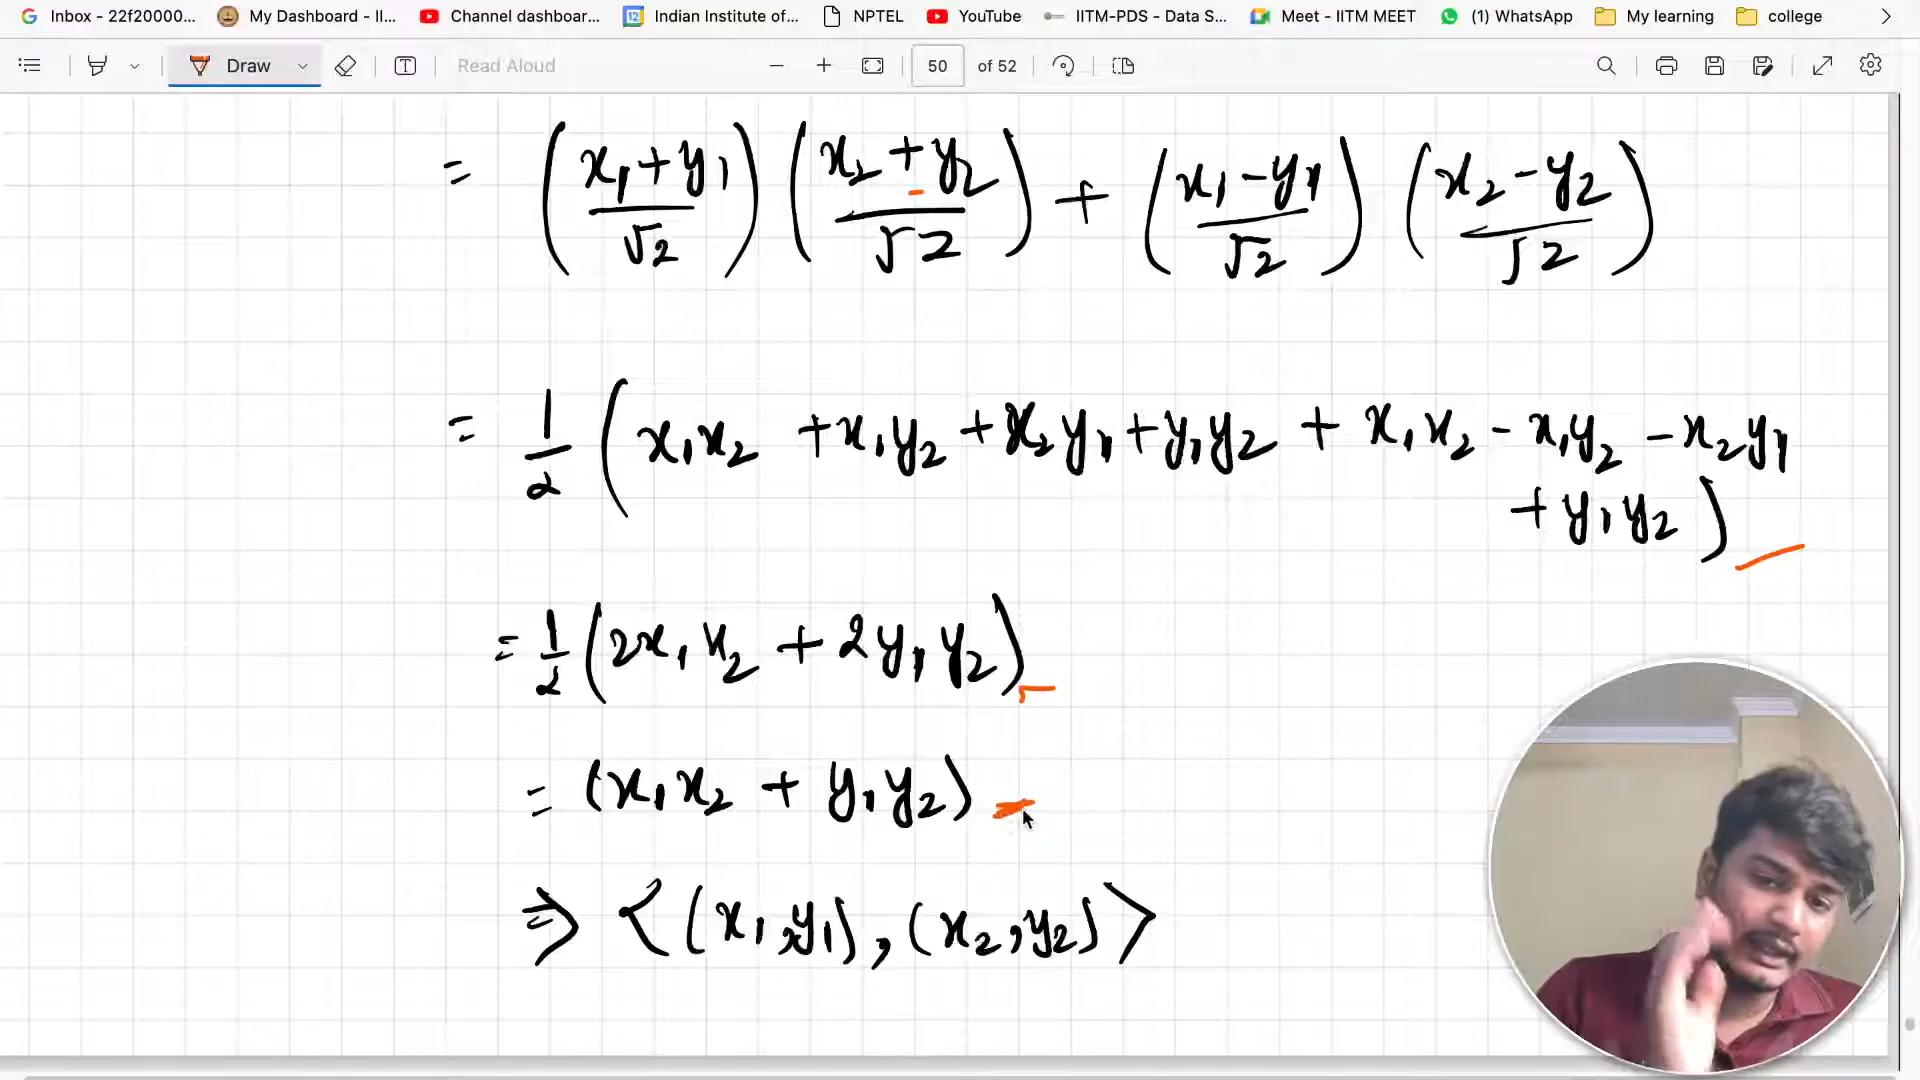 Inbox - 22f20000... My Dashboard - II... Channel dashboar... Indian Institute of... NPTEL YouTube IITM-PDS - Data S... Meet - IITM MEET (1) WhatsApp My learning college
Draw Read Aloud 50 of 52
= ((x₁+y₁)/√2) ((x₂+y₂)/√2) + ((x₁-y₁)/√2) ((x₂-y₂)/√2)
= 1/2 (x₁x₂ +x₁y₂ +x₂y₁ +y₁y₂ + x₁x₂ - x₁y₂ - x₂y₁
+ y₁y₂)
= 1/2 (2x₁x₂ + 2y₁y₂)
= (x₁x₂ + y₁y₂)
⇒ <(x₁,y₁), (x₂,y₂)>